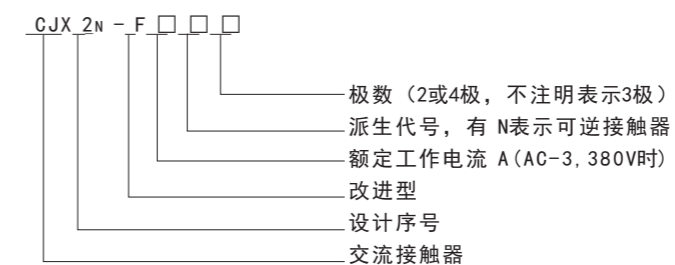 CJX 2N - F □ □ □
极数（2或4极，不注明表示3极）
派生代号，有 N表示可逆接触器
额定工作电流 A(AC-3,380V时)
改进型
设计序号
交流接触器